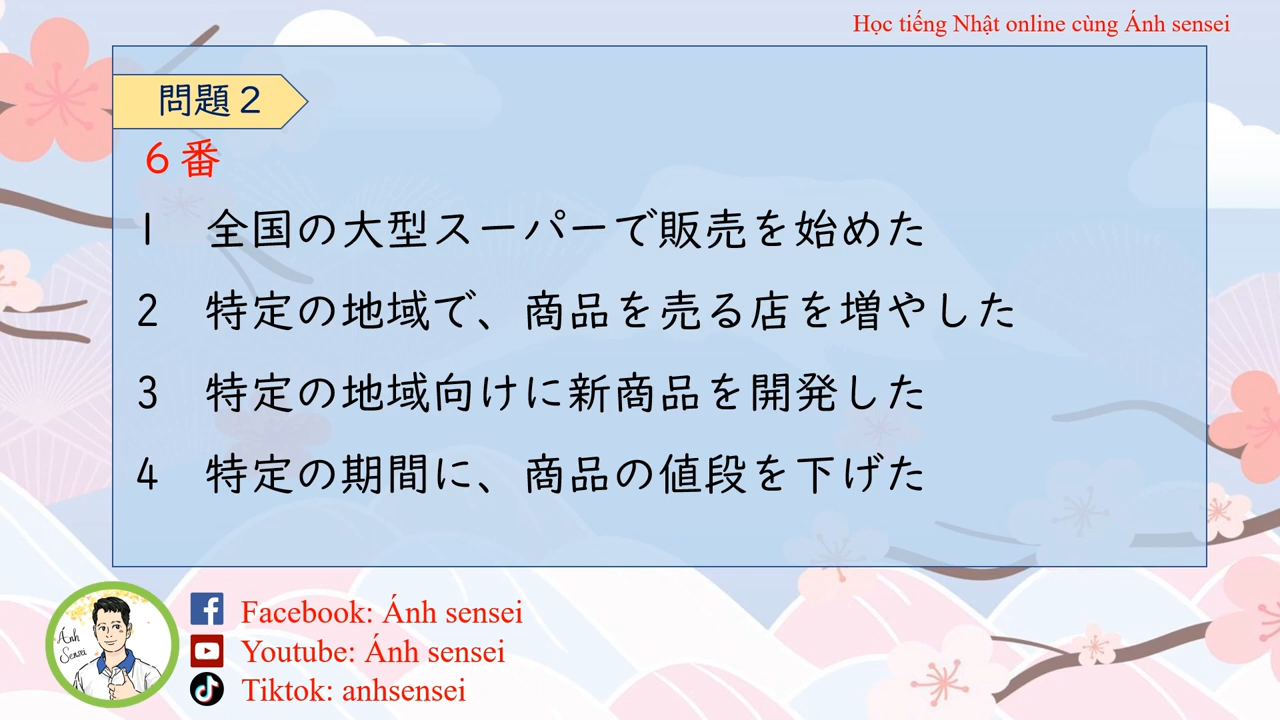 Học tiếng Nhật online cùng Ánh sensei
問題２
６番
1　全国の大型スーパーで販売を始めた
2　特定の地域で、商品を売る店を増やした
3　特定の地域向けに新商品を開発した
4　特定の期間に、商品の値段を下げた
Ánh
Sensei
Facebook: Ánh sensei
Youtube: Ánh sensei
Tiktok: anhsensei